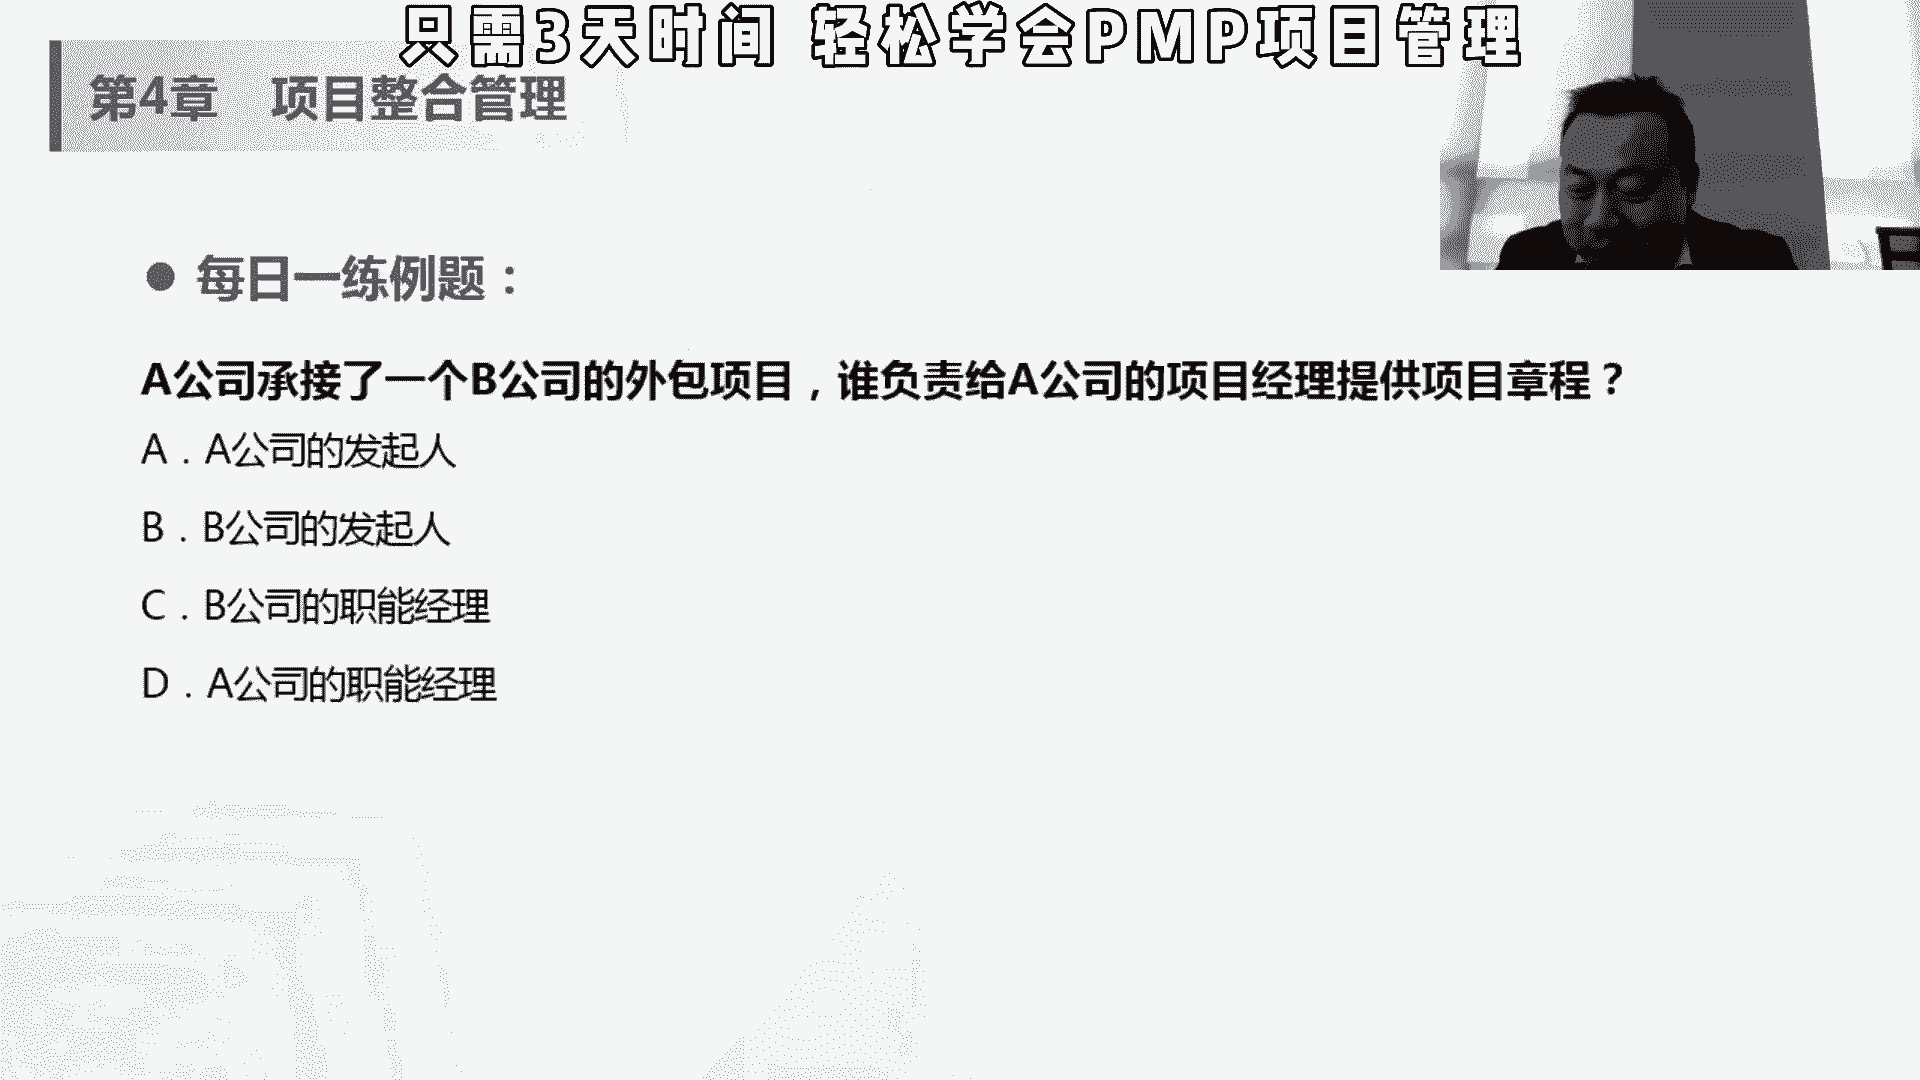 只需3天时间 轻松学会PMP项目管理
第4章 项目整合管理
● 每日一练例题：
A公司承接了一个B公司的外包项目，谁负责给A公司的项目经理提供项目章程？
A．A公司的发起人
B．B公司的发起人
C．B公司的职能经理
D．A公司的职能经理